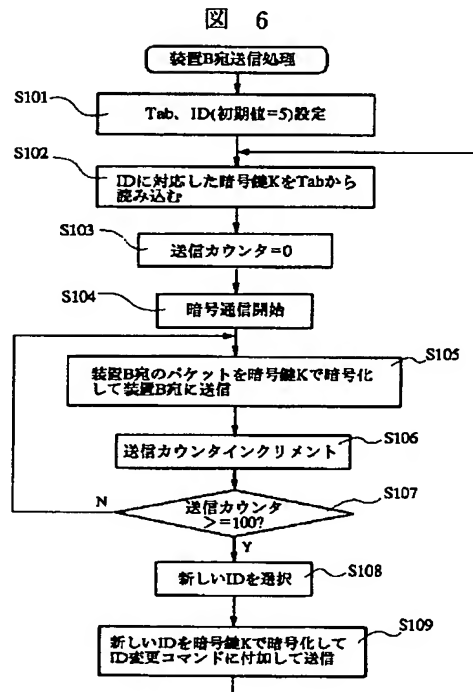 図 6
装置B宛送信処理
S101
Tab、ID(初期値=5)設定
S102
IDに対応した暗号鍵KをTabから
読み込む
S103
送信カウンタ=0
S104
暗号通信開始
S105
装置B宛のパケットを暗号鍵Kで暗号化
して装置B宛に送信
S106
送信カウンタインクリメント
S107
送信カウンタ
>=100?
N
Y
新しいIDを選択
S108
S109
新しいIDを暗号鍵Kで暗号化して
ID変更コマンドに付加して送信